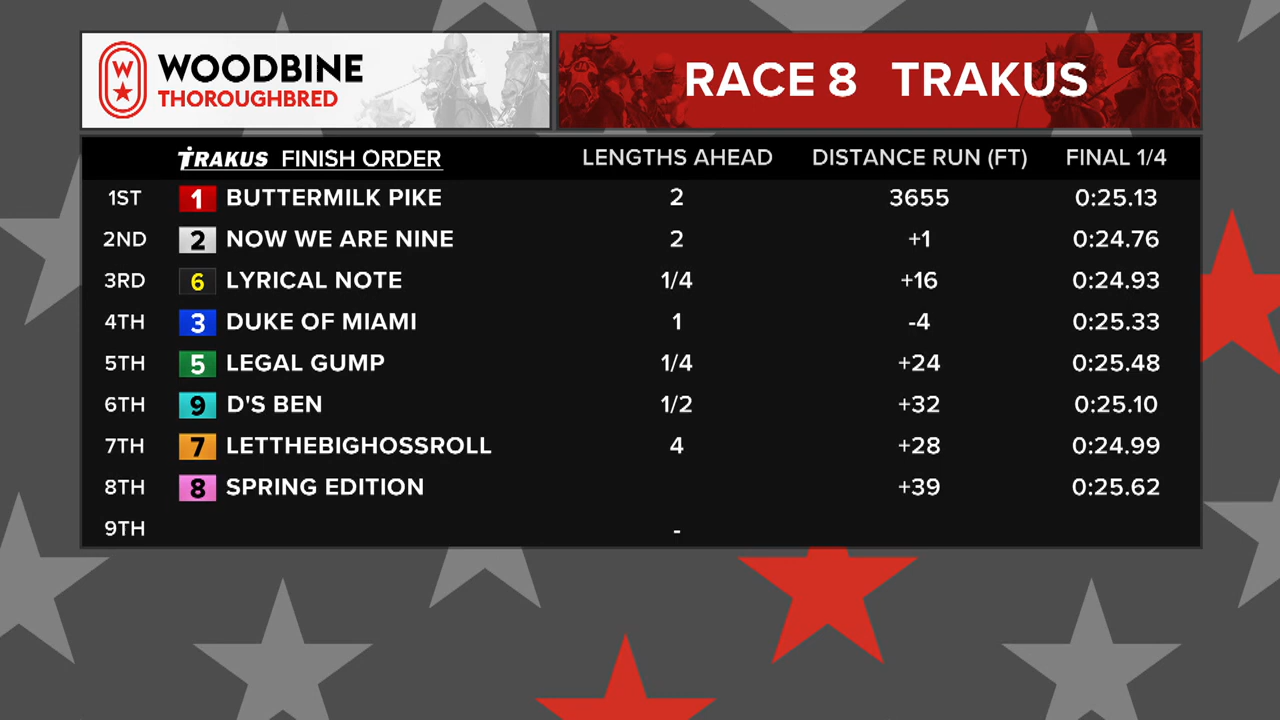 W WOODBINE
THOROUGHBRED
RACE 8 TRAKUS
TRAKUS FINISH ORDER LENGTHS AHEAD DISTANCE RUN (FT) FINAL 1/4
1ST 1 BUTTERMILK PIKE 2 3655 0:25.13
2ND 2 NOW WE ARE NINE 2 +1 0:24.76
3RD 6 LYRICAL NOTE 1/4 +16 0:24.93
4TH 3 DUKE OF MIAMI 1 -4 0:25.33
5TH 5 LEGAL GUMP 1/4 +24 0:25.48
6TH 9 D'S BEN 1/2 +32 0:25.10
7TH 7 LETTHEBIGHOSSROLL 4 +28 0:24.99
8TH 8 SPRING EDITION +39 0:25.62
9TH -